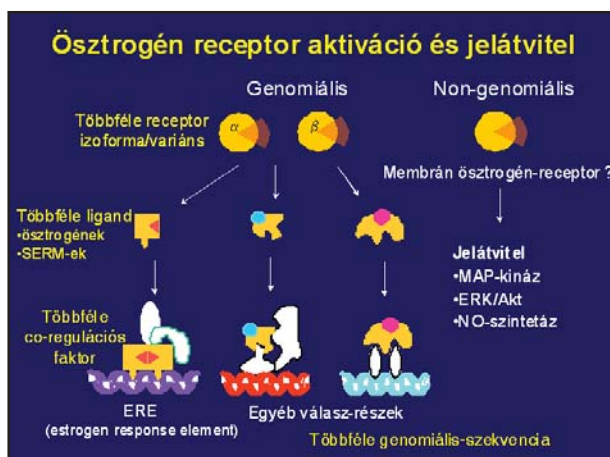 Ösztrogén receptor aktiváció és jelátvitel
Genomiális
Non-genomiális
Többféle receptor
izoforma/variáns
α
β
Membrán ösztrogén-receptor ?
Többféle ligand
•ösztrogének
•SERM-ek
Jelátvitel
•MAP-kináz
•ERK/Akt
•NO-szintetáz
Többféle
co-regulációs
faktor
ERE
(estrogen response element)
Egyéb válasz-részek
Többféle genomiális-szekvencia